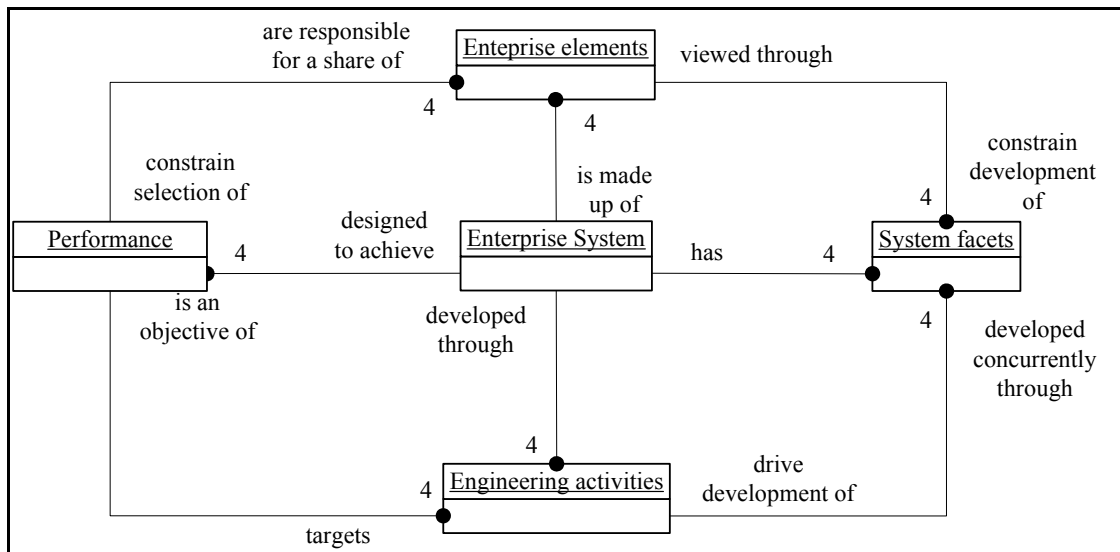 are responsible
for a share of
Enteprise elements
viewed through
4
4
constrain
selection of
is made
up of
constrain
development
of
4
Performance
4
designed
to achieve
Enterprise System
has
4
System facets
is an
objective of
developed
through
4
developed
concurrently
through
4
4
Engineering activities
drive
development of
targets